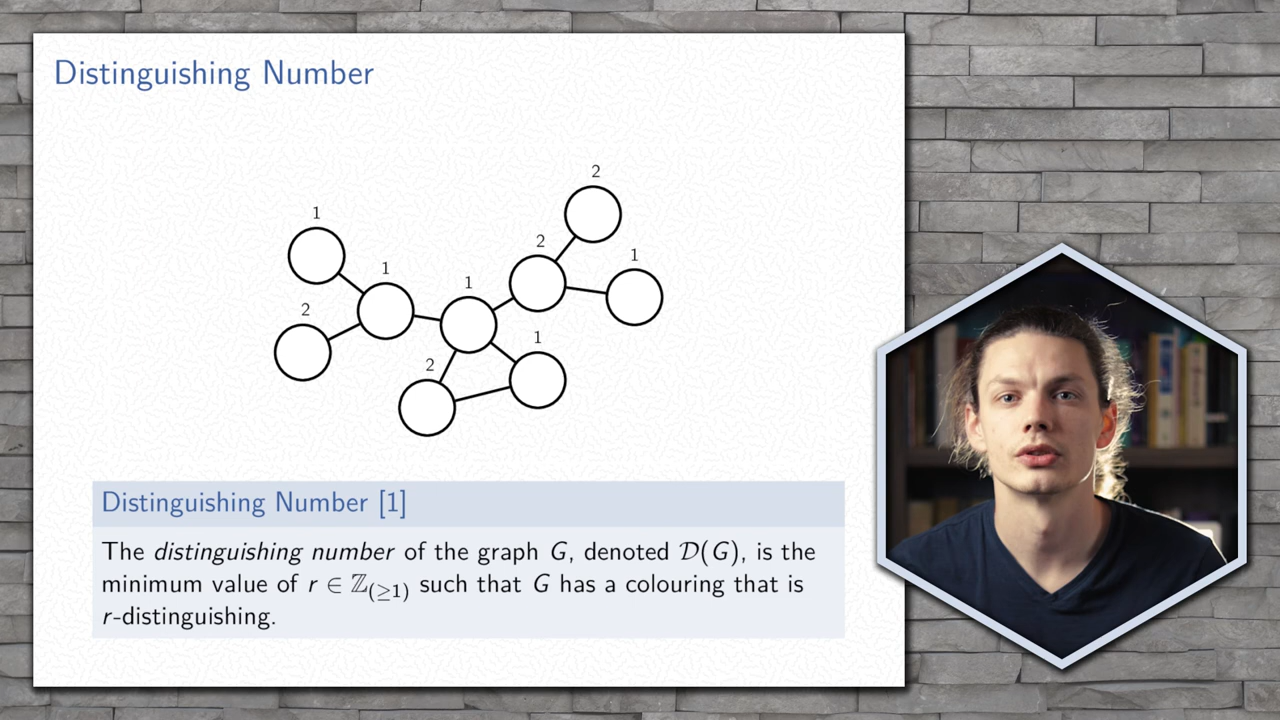 Distinguishing Number
2
1
2
1
1
1
2
1
2
Distinguishing Number [1]
The distinguishing number of the graph G, denoted 𝒟(G), is the
minimum value of r ∈ ℤ(≥1) such that G has a colouring that is
r-distinguishing.